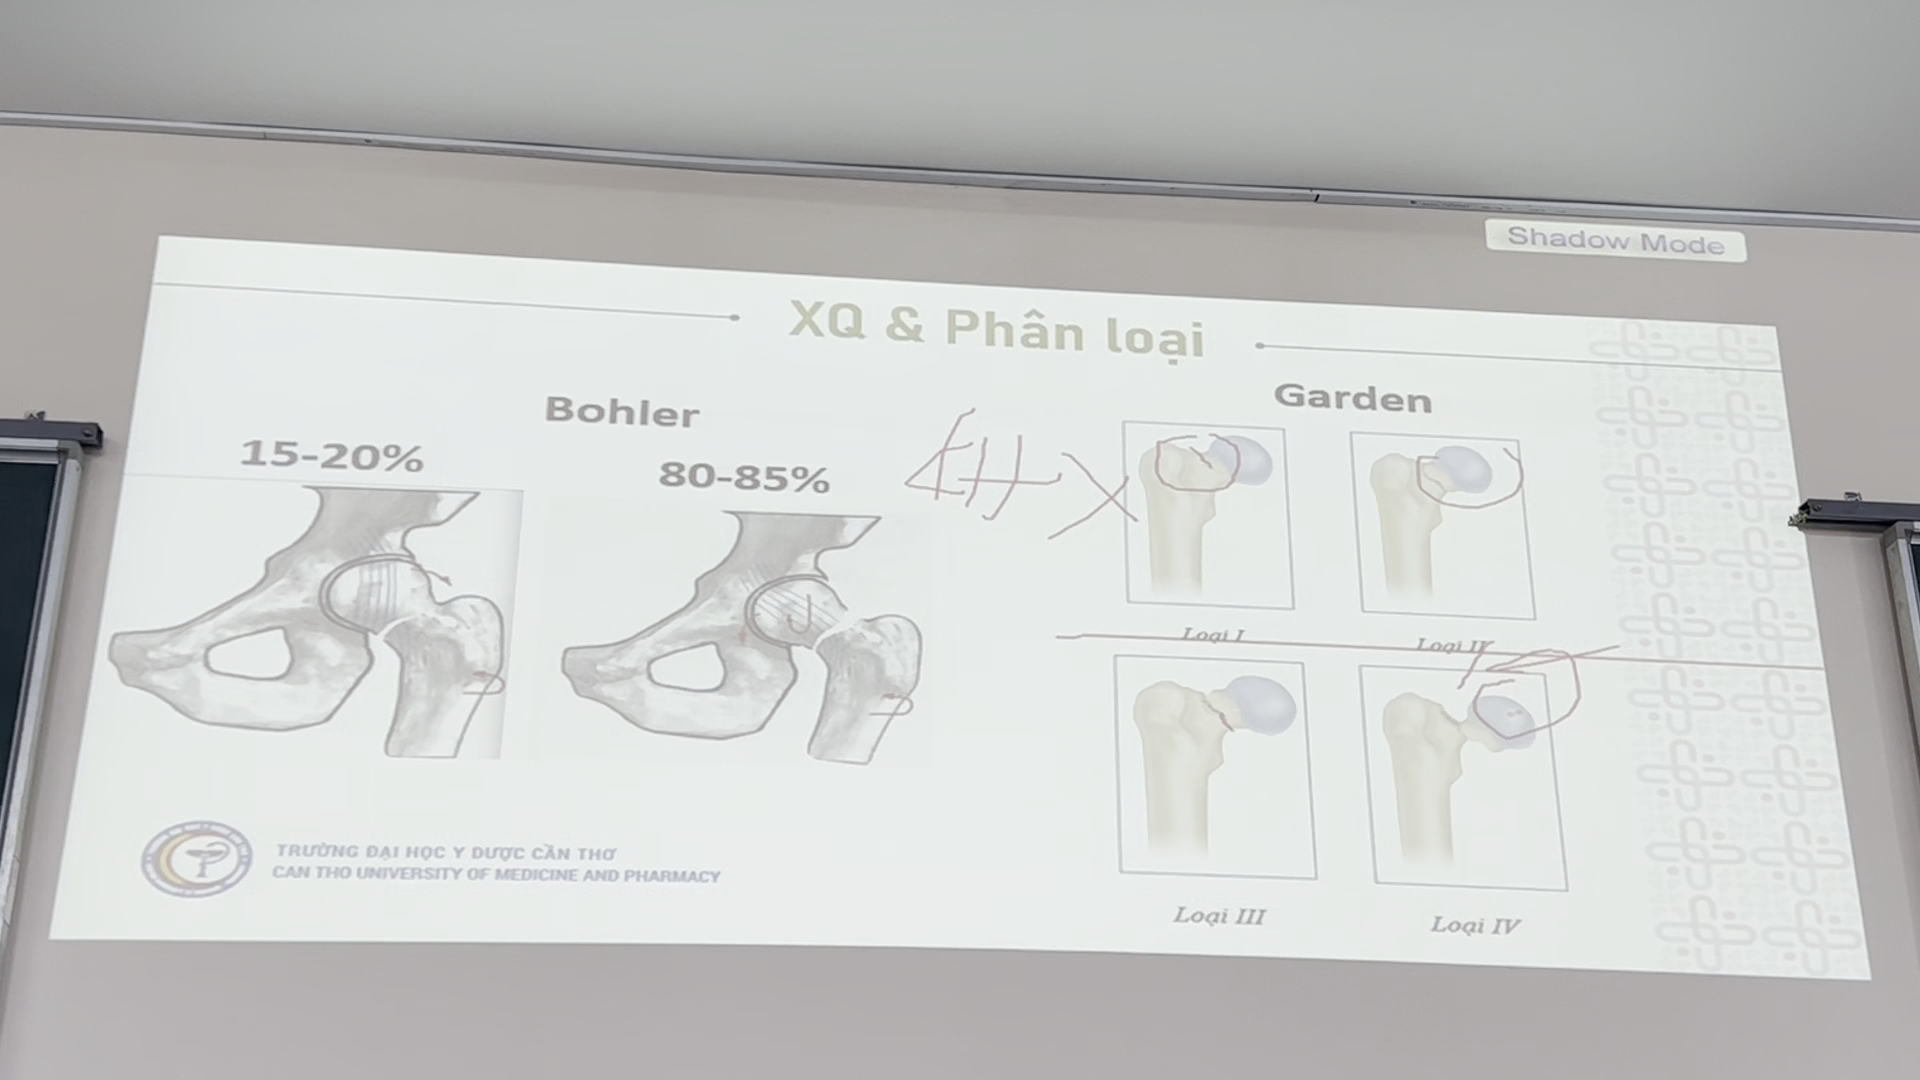 Shadow Mode
XQ & Phân loại
Bohler
15-20%
80-85%
Garden
Loại I
Loại II
Loại III
Loại IV
TRƯỜNG ĐẠI HỌC Y DƯỢC CẦN THƠ
CAN THO UNIVERSITY OF MEDICINE AND PHARMACY